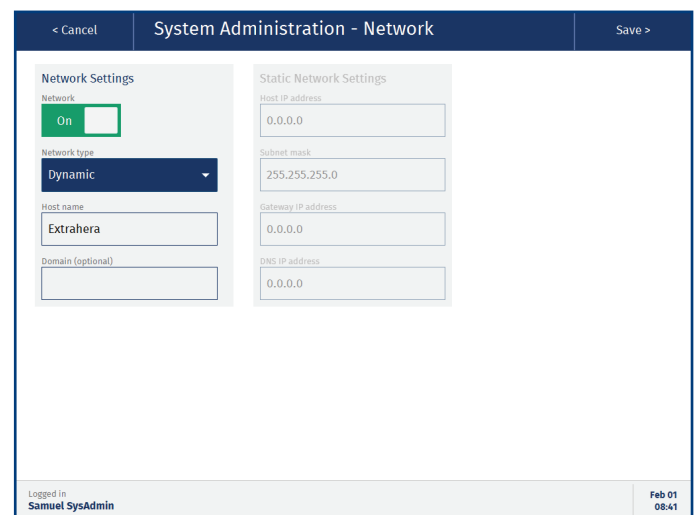 < Cancel
System Administration - Network
Save >
Network Settings
Network
On
Network type
Dynamic
Host name
Extrahera
Domain (optional)
Static Network Settings
Host IP address
0.0.0.0
Subnet mask
255.255.255.0
Gateway IP address
0.0.0.0
DNS IP address
0.0.0.0
Logged in
Samuel SysAdmin
Feb 01
08:41